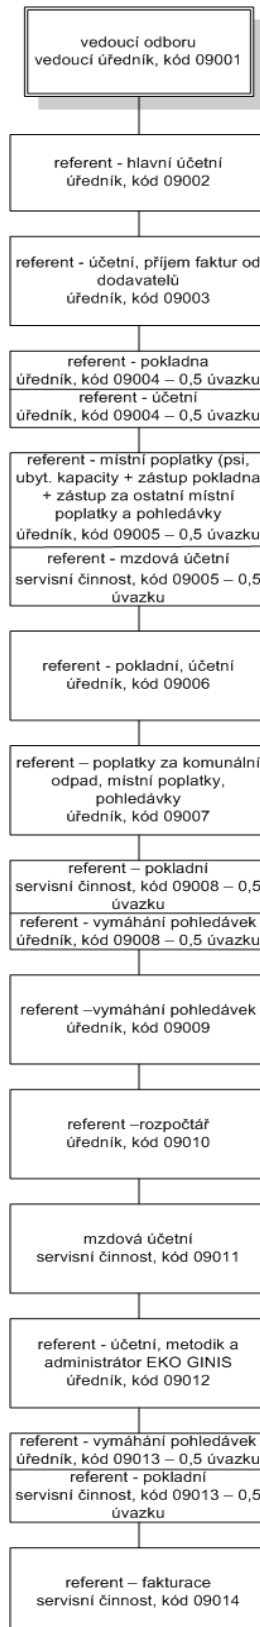 vedoucí odboru
vedoucí úředník, kód 09001
referent - hlavní účetní
úředník, kód 09002
referent - účetní, příjem faktur od
dodavatelů
úředník, kód 09003
referent - pokladna
úředník, kód 09004 – 0,5 úvazku
referent - účetní
úředník, kód 09004 – 0,5 úvazku
referent - místní poplatky (psi,
ubyt. kapacity + zástup pokladna
+ zástup za ostatní místní
poplatky a pohledávky
úředník, kód 09005 – 0,5 úvazku
referent - mzdová účetní
servisní činnost, kód 09005 – 0,5
úvazku
referent - pokladní, účetní
úředník, kód 09006
referent – poplatky za komunální
odpad, místní poplatky,
pohledávky
úředník, kód 09007
referent – pokladní
servisní činnost, kód 09008 – 0,5
úvazku
referent - vymáhání pohledávek
úředník, kód 09008 – 0,5 úvazku
referent –vymáhání pohledávek
úředník, kód 09009
referent –rozpočtář
úředník, kód 09010
mzdová účetní
servisní činnost, kód 09011
referent - účetní, metodik a
administrátor EKO GINIS
úředník, kód 09012
referent - vymáhání pohledávek
úředník, kód 09013 – 0,5 úvazku
referent - pokladní
servisní činnost, kód 09013 – 0,5
úvazku
referent – fakturace
servisní činnost, kód 09014